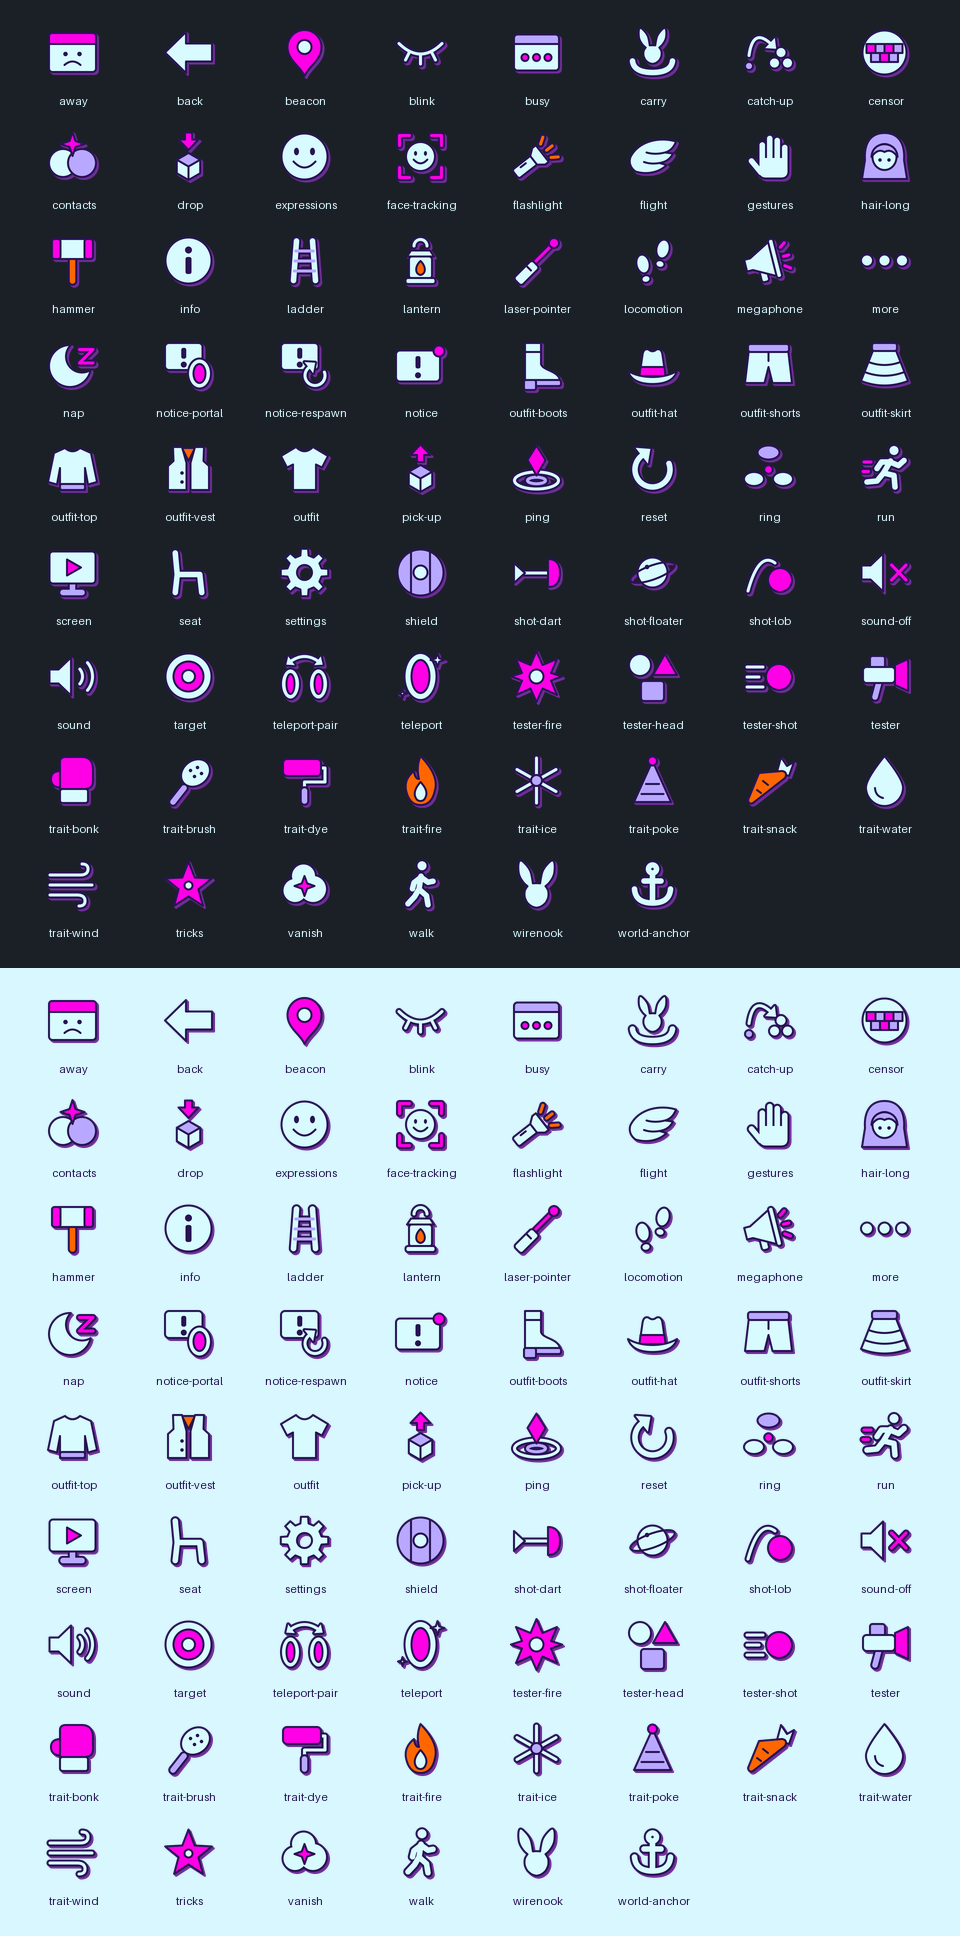 away back beacon blink busy carry catch-up censor
contacts drop expressions face-tracking flashlight flight gestures hair-long
hammer info ladder lantern laser-pointer locomotion megaphone more
nap notice-portal notice-respawn notice outfit-boots outfit-hat outfit-shorts outfit-skirt
outfit-top outfit-vest outfit pick-up ping reset ring run
screen seat settings shield shot-dart shot-floater shot-lob sound-off
sound target teleport-pair teleport tester-fire tester-head tester-shot tester
trait-bonk trait-brush trait-dye trait-fire trait-ice trait-poke trait-snack trait-water
trait-wind tricks vanish walk wirenook world-anchor
away back beacon blink busy carry catch-up censor
contacts drop expressions face-tracking flashlight flight gestures hair-long
hammer info ladder lantern laser-pointer locomotion megaphone more
nap notice-portal notice-respawn notice outfit-boots outfit-hat outfit-shorts outfit-skirt
outfit-top outfit-vest outfit pick-up ping reset ring run
screen seat settings shield shot-dart shot-floater shot-lob sound-off
sound target teleport-pair teleport tester-fire tester-head tester-shot tester
trait-bonk trait-brush trait-dye trait-fire trait-ice trait-poke trait-snack trait-water
trait-wind tricks vanish walk wirenook world-anchor